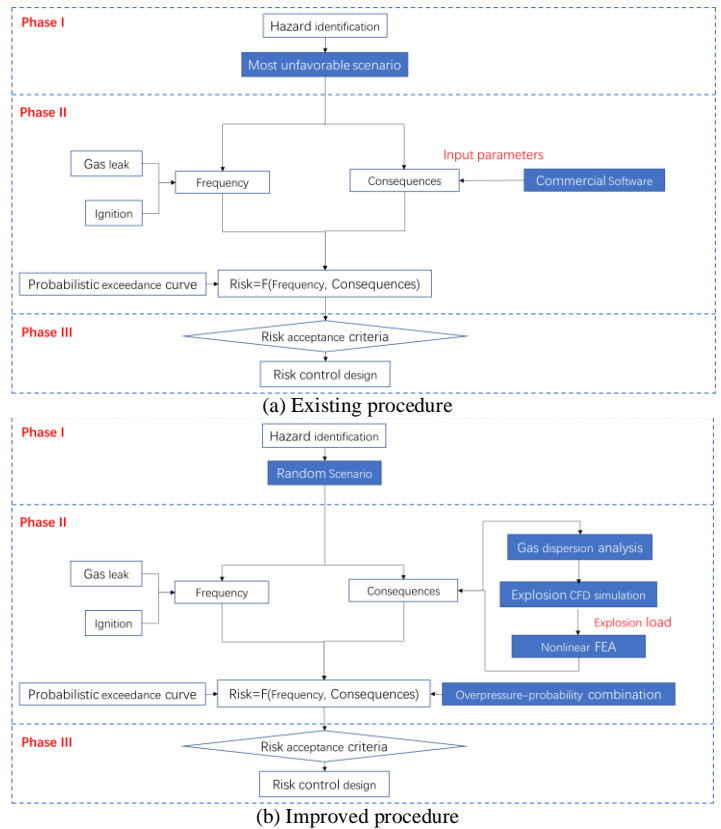 Phase I
Hazard identification
Most unfavorable scenario
Phase II
Input parameters
Gas leak
Frequency
Consequences
Commercial Software
Ignition
Probabilistic exceedance curve
Risk=F(Frequency, Consequences)
Phase III
Risk acceptance criteria
Risk control design
(a) Existing procedure
Phase I
Hazard identification
Random Scenario
Phase II
Gas dispersion analysis
Gas leak
Frequency
Consequences
Explosion CFD simulation
Ignition
Explosion load
Nonlinear FEA
Probabilistic exceedance curve
Risk=F(Frequency, Consequences)
Overpressure-probability combination
Phase III
Risk acceptance criteria
Risk control design
(b) Improved procedure